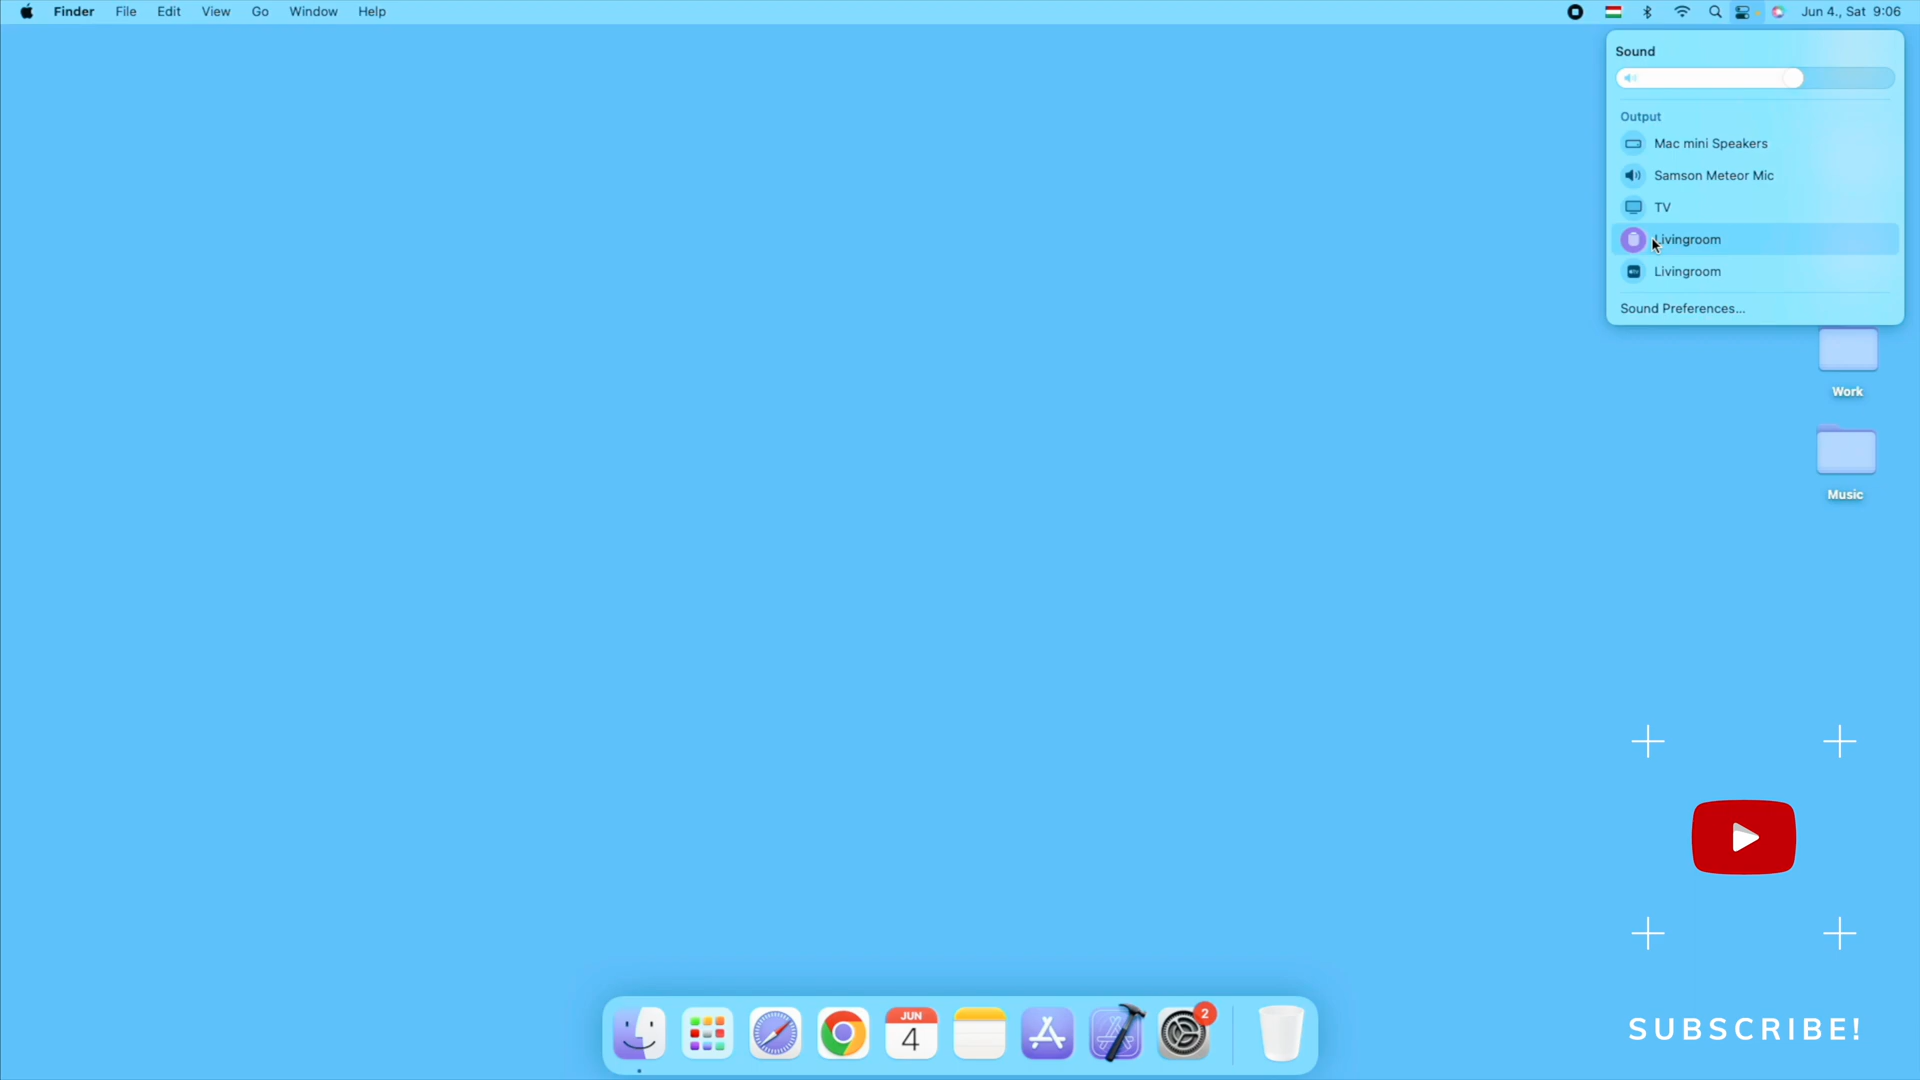 Finder File Edit View Go Window Help Jun 4., Sat 9:06
Sound
Output
Mac mini Speakers
Samson Meteor Mic
TV
Livingroom
Livingroom
Sound Preferences...
Work
Music
JUN
4
2
SUBSCRIBE!